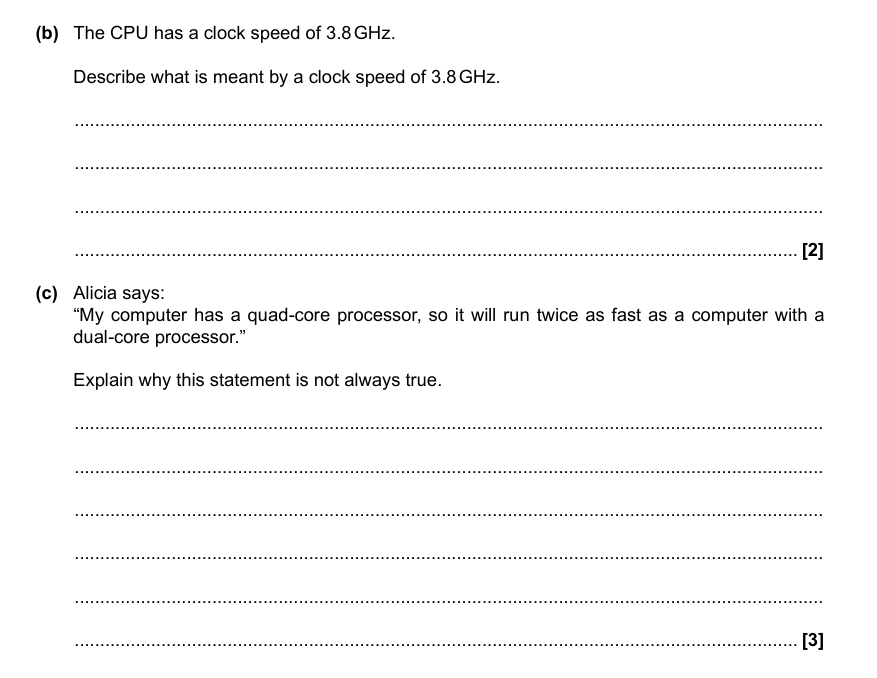 (b) The CPU has a clock speed of 3.8 GHz.
Describe what is meant by a clock speed of 3.8 GHz.
....................................................................................................................................................
....................................................................................................................................................
....................................................................................................................................................
.............................................................................................................................................. [2]
(c) Alicia says:
“My computer has a quad-core processor, so it will run twice as fast as a computer with a
dual-core processor.”
Explain why this statement is not always true.
....................................................................................................................................................
....................................................................................................................................................
....................................................................................................................................................
....................................................................................................................................................
....................................................................................................................................................
.............................................................................................................................................. [3]